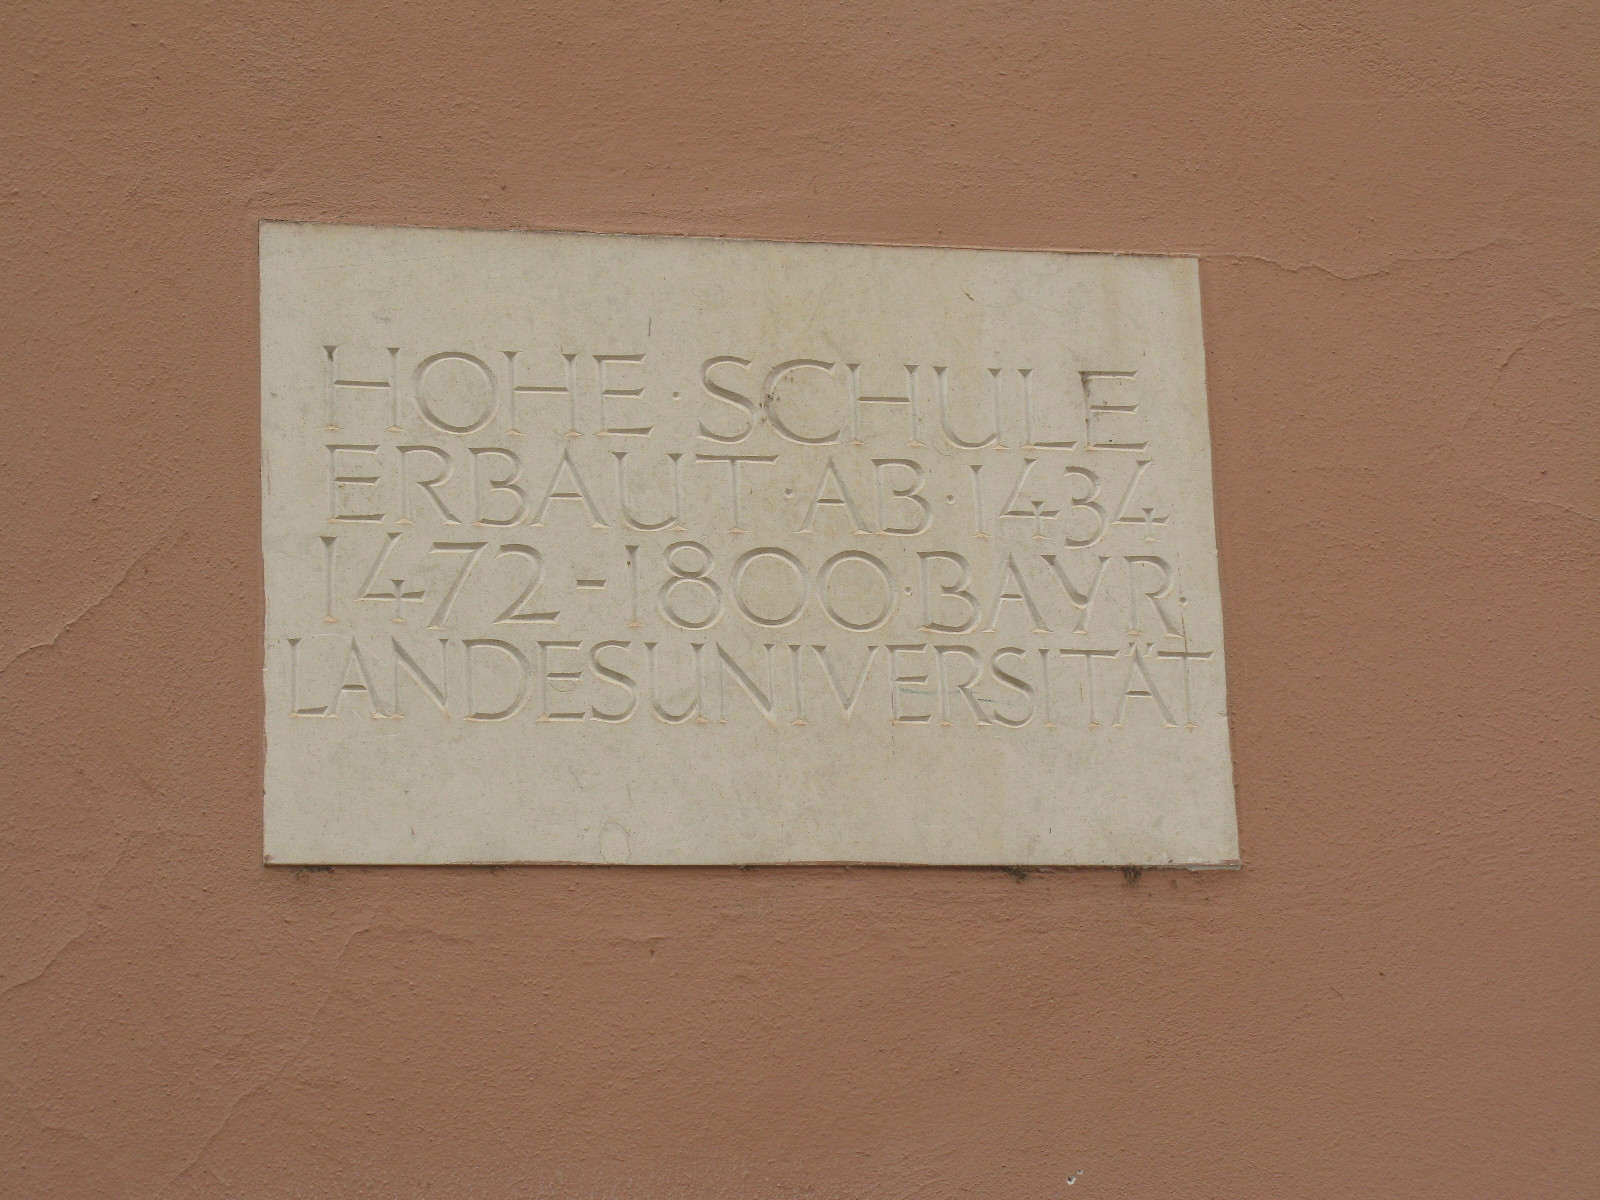 HOHE · SCHULE
ERBAUT · AB · 1434
1472 - 1800 · BAYR.
LANDESUNIVERSITÄT